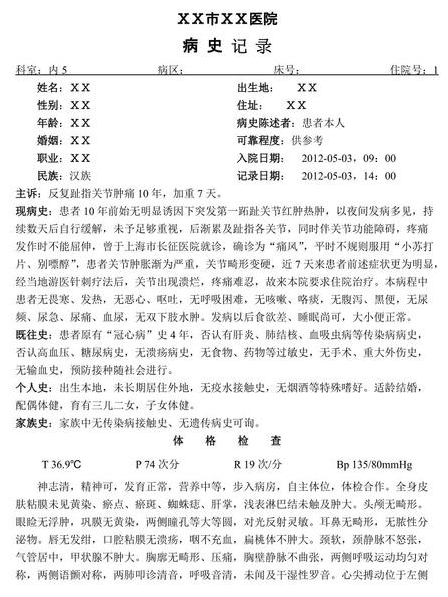 XX市XX医院
病 史 记 录
科室：内 5 病区： 床号： 住院号：1
姓名：X X 出生地： X X
性别：X X 住址： X X
年龄：X X 病史陈述者：患者本人
婚姻：X X 可靠程度：供参考
职业：X X 入院日期： 2012-05-03，09：00
民族：汉族 记录日期： 2012-05-03，14：00
主诉：反复趾指关节肿痛 10 年，加重 7 天。
现病史：患者 10 年前始无明显诱因下突发第一跖趾关节红肿热肿，以夜间发病多见，持
续数天后自行缓解，未予足够重视，后渐累及趾指各关节，同时伴关节功能障碍，疼痛
发作时不能屈伸，曾于上海市长征医院就诊，确诊为“痛风”，平时不规则服用“小苏打
片、别嘌醇”，患者关节肿胀渐为严重，关节畸形变硬，近 7 天来患者前述症状更为明显，
经当地游医针刺疗法后，关节出现溃烂，疼痛难忍，故来本院要求住院治疗。本病程中
患者无畏寒、发热，无恶心、呕吐，无呼吸困难，无咳嗽、咯痰，无腹泻、黑便，无尿
频、尿急、尿痛、血尿，无双下肢水肿。发病以后食欲差、睡眠尚可，大小便正常。
既往史：患者原有“冠心病”史 4 年，否认有肝炎、肺结核、血吸虫病等传染病病史，
否认高血压、糖尿病史，无溃疡病史，无食物、药物等过敏史，无手术、重大外伤史，
无输血史，预防接种随社会进行。
个人史：出生本地，未长期居住外地，无疫水接触史，无烟酒等特殊嗜好。适龄结婚，
配偶体健，育有三儿二女，子女体健。
家族史：家族中无传染病接触史、无遗传病史可询。
体 格 检 查
T 36.9℃ P 74 次分 R 19 次/分 Bp 135/80mmHg
神志清，精神可，发育正常，营养中等，步入病房，自主体位，体检合作。全身皮
肤粘膜未见黄染、瘀点、瘀斑、蜘蛛痣、肝掌，浅表淋巴结未触及肿大。头颅无畸形。
眼睑无浮肿，巩膜无黄染，两侧瞳孔等大等圆，对光反射灵敏。耳鼻无畸形，无脓性分
泌物。唇无发绀，口腔粘膜无溃疡，咽不充血，扁桃体不肿大。颈软，颈静脉不怒张，
气管居中，甲状腺不肿大。胸廓无畸形、压痛，胸壁静脉不曲张，两侧呼吸运动均匀对
称，两侧语颤对称，两肺叩诊清音，呼吸音清，未闻及干湿性罗音。心尖搏动位于左侧